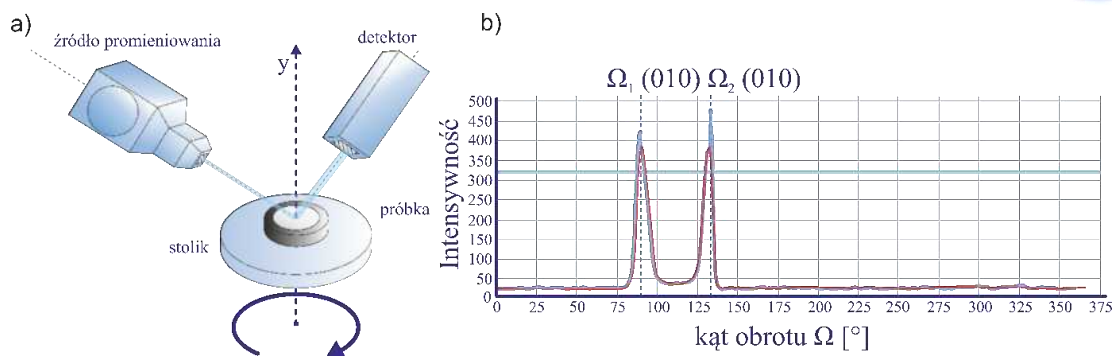 a)
źródło promieniowania
detektor
y
próbka
stolik
b)
Ω₁ (010) Ω₂ (010)
Intensywność
500
450
400
350
300
250
200
150
100
50
0
0 25 50 75 100 125 150 175 200 225 250 275 300 325 350 375
kąt obrotu Ω [°]